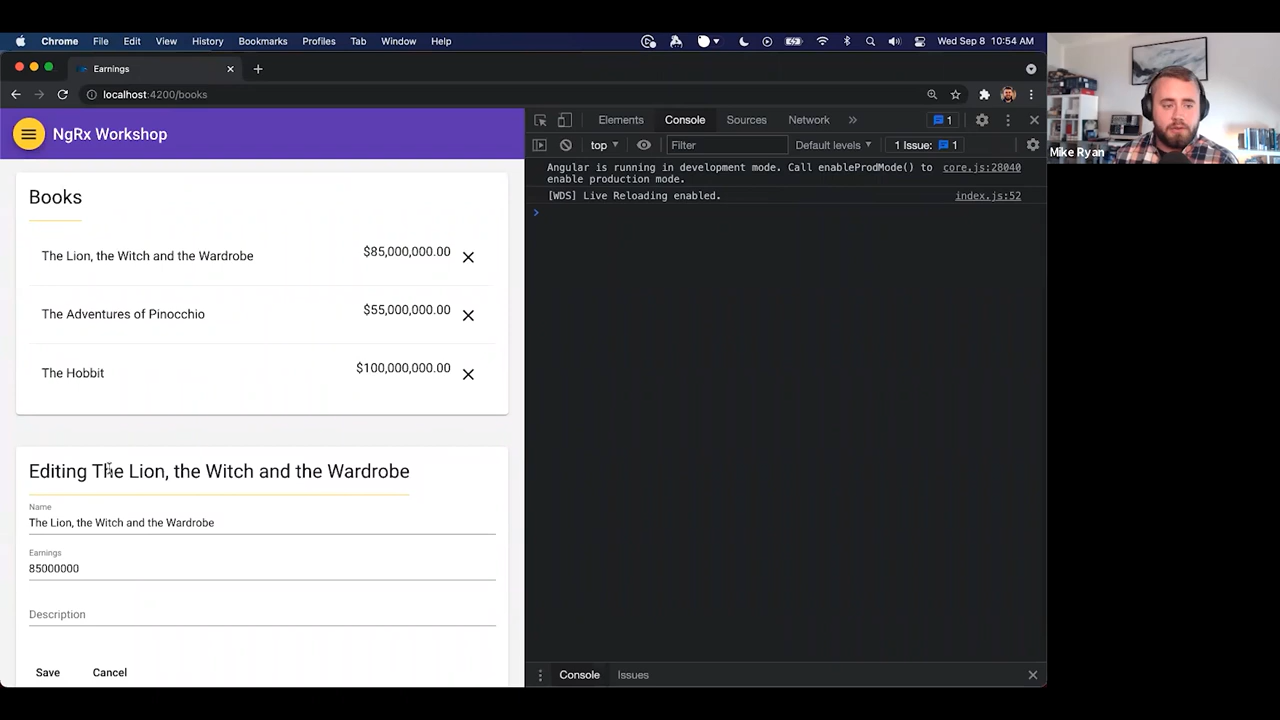 Chrome File Edit View History Bookmarks Profiles Tab Window Help Wed Sep 8 10:54 AM
Earnings
localhost:4200/books
NgRx Workshop
Books
The Lion, the Witch and the Wardrobe $85,000,000.00
The Adventures of Pinocchio $55,000,000.00
The Hobbit $100,000,000.00
Editing The Lion, the Witch and the Wardrobe
Name
The Lion, the Witch and the Wardrobe
Earnings
85000000
Description
Save Cancel
Elements Console Sources Network » 1
top Filter Default levels 1 Issue: 1
Angular is running in development mode. Call enableProdMode() to core.js:28040
enable production mode.
[WDS] Live Reloading enabled. index.js:52
Console Issues
Mike Ryan